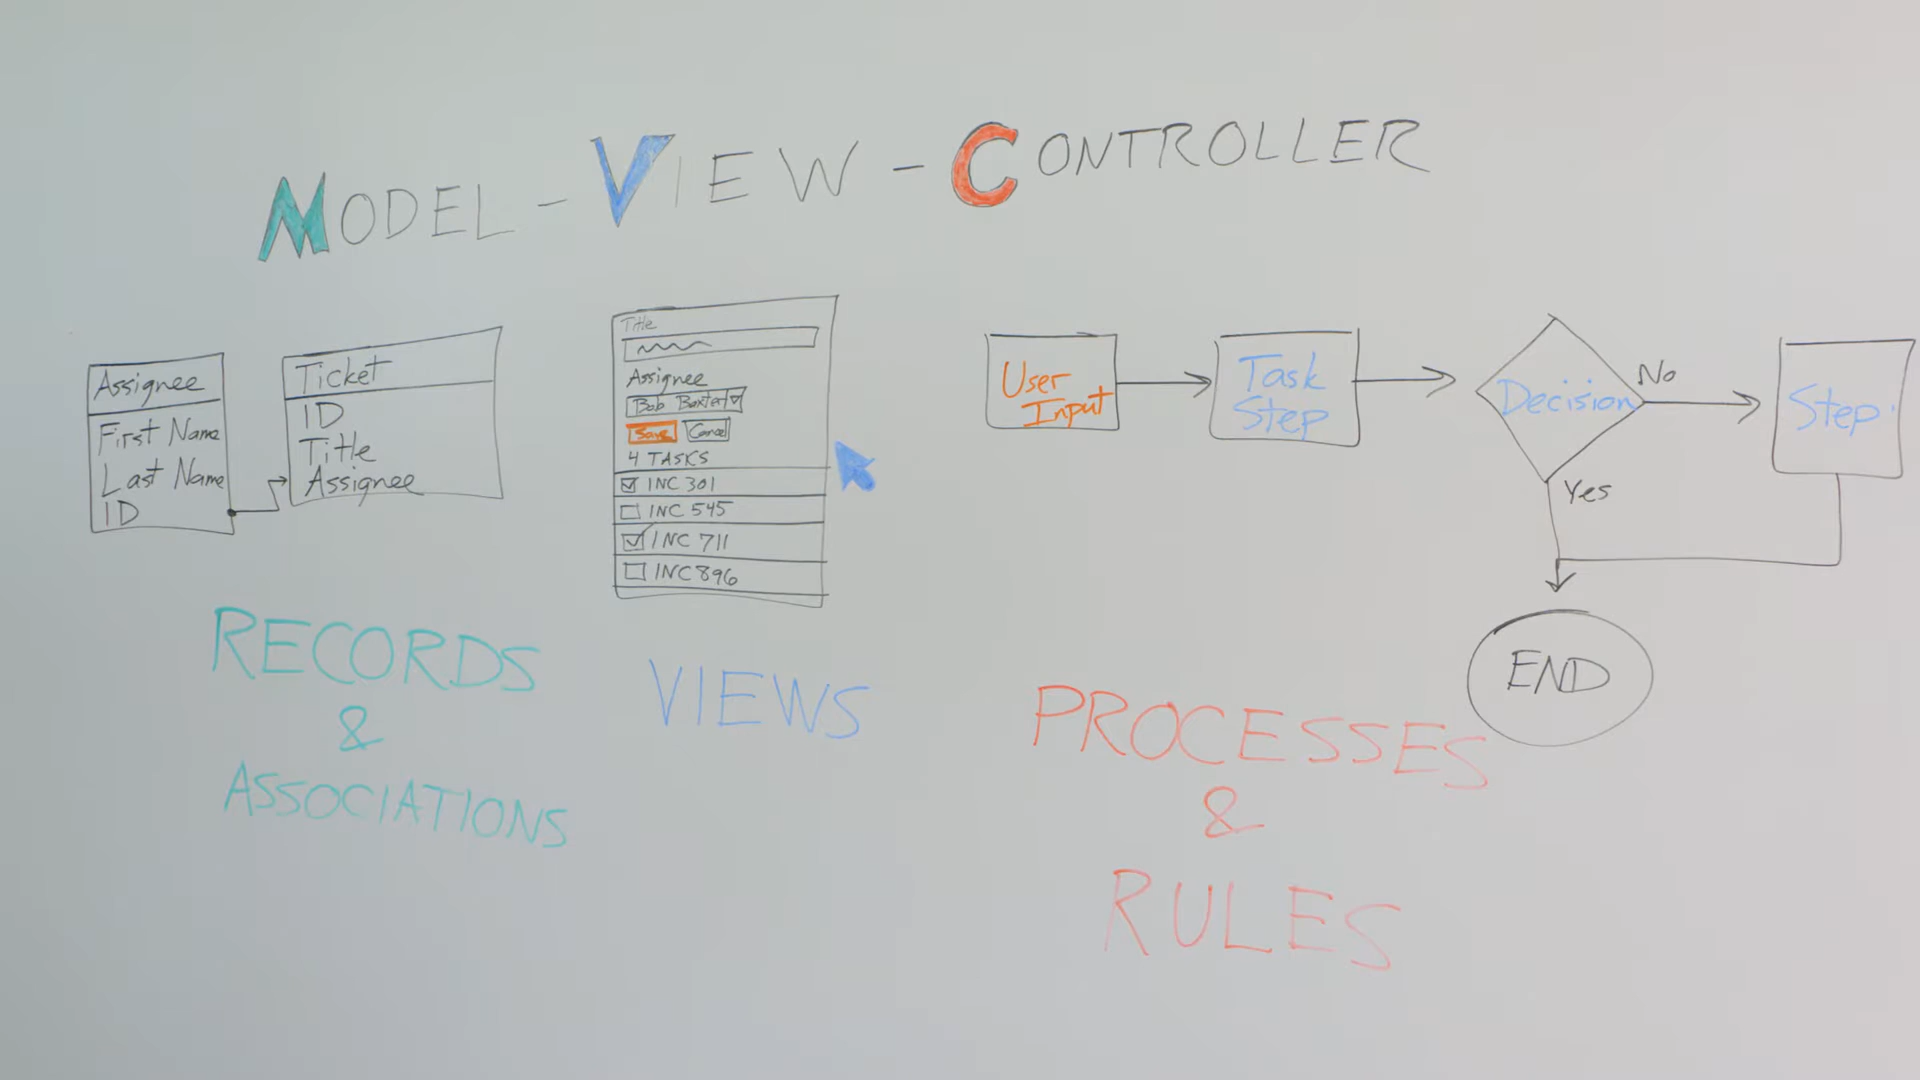 MODEL - VIEW - CONTROLLER
Assignee
First Name
Last Name
ID
Ticket
ID
Title
Assignee
Title
Assignee
Bob Baxter
Save Cancel
4 TASKS
INC 301
INC 545
INC 711
INC 896
User
Input
Task
Step
Decision
No
Yes
Step
END
RECORDS
&
ASSOCIATIONS
VIEWS
PROCESSES
&
RULES